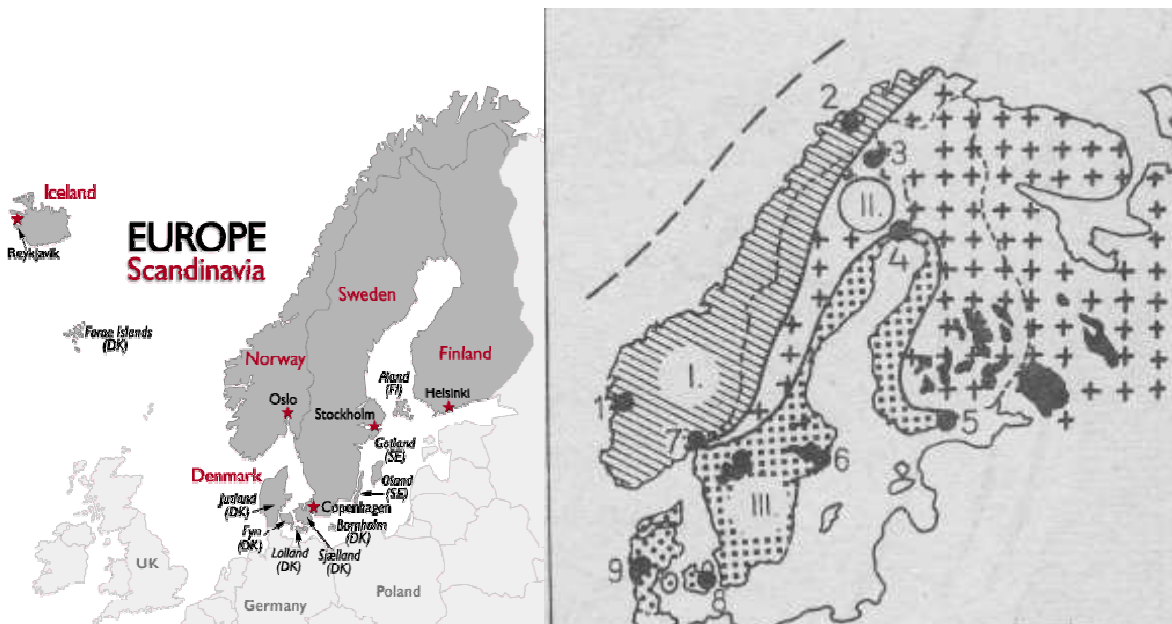 Iceland
Reykjavik
EUROPE
Scandinavia
Sweden
Faroe Islands
(DK)
Norway
Finland
Åland
(FI)
Oslo
Helsinki
Stockholm
Gotland
(SE)
Denmark
Öland
(SE)
Jutland
(DK)
Copenhagen
Bornholm
(DK)
Fyn
(DK)
Lolland
(DK)
Sjælland
(DK)
UK
Poland
Germany
2
3
II.
4
I.
1
7
5
6
III.
9
8